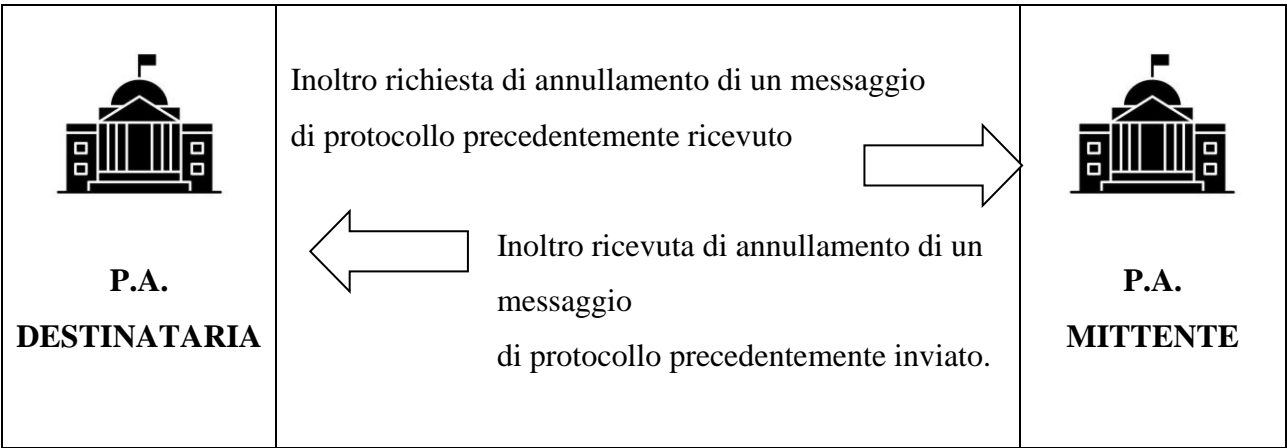 Inoltro richiesta di annullamento di un messaggio
di protocollo precedentemente ricevuto
Inoltro ricevuta di annullamento di un
messaggio
di protocollo precedentemente inviato.
P.A.
DESTINATARIA
P.A.
MITTENTE